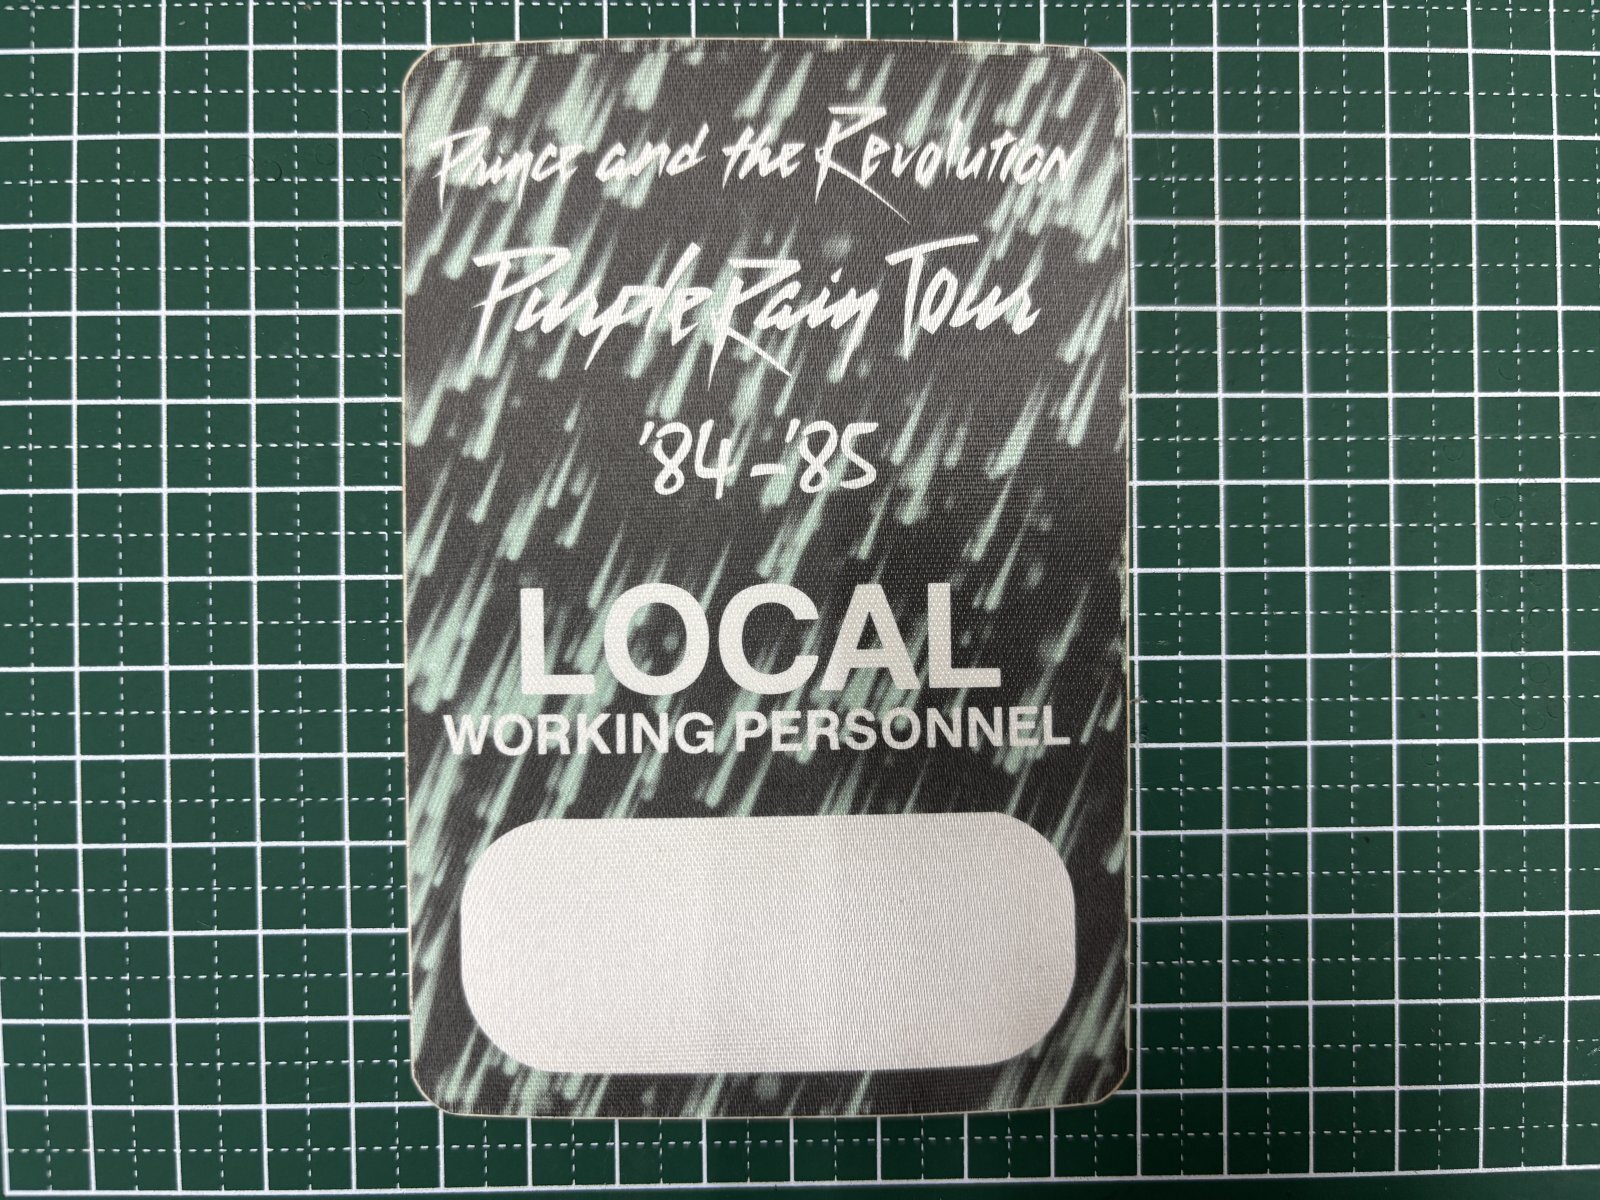 Prince and the Revolution
Purple Rain Tour
'84-'85
LOCAL
WORKING PERSONNEL